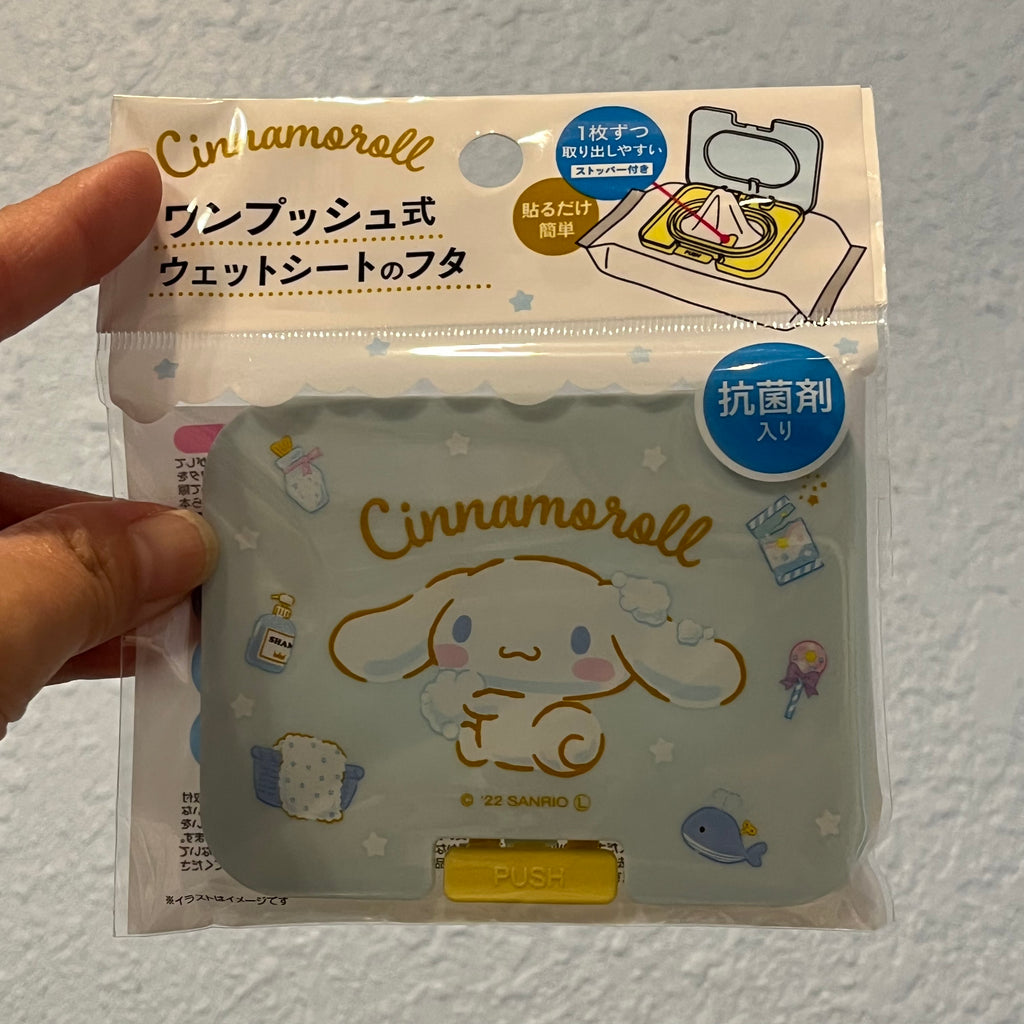 Cinnamoroll
ワンプッシュ式
ウェットシートのフタ
1枚ずつ
取り出しやすい
ストッパー付き
貼るだけ
簡単
PUSH
抗菌剤
入り
Cinnamoroll
SHAM
© '22 SANRIO Ⓛ
PUSH
※イラストはイメージです